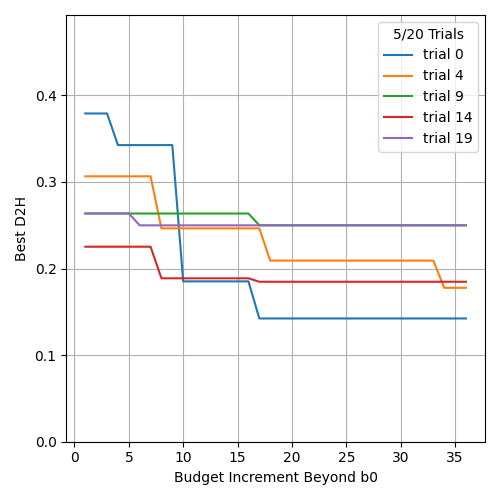 5/20 Trials
trial 0
trial 4
trial 9
trial 14
trial 19
Best D2H
0.4
0.3
0.2
0.1
0.0
0 5 10 15 20 25 30 35
Budget Increment Beyond b0